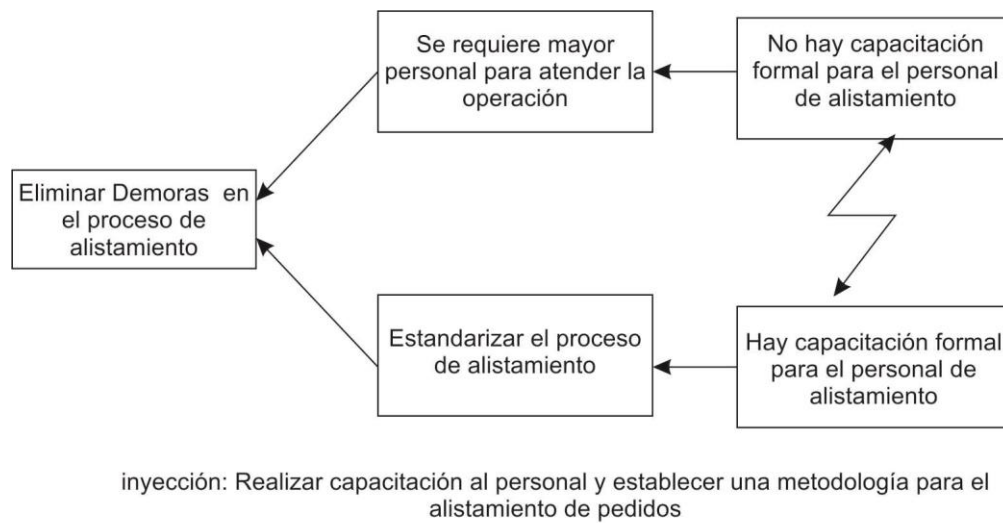 Se requiere mayor
personal para atender la
operación
No hay capacitación
formal para el personal
de alistamiento
Eliminar Demoras en
el proceso de
alistamiento
Estandarizar el proceso
de alistamiento
Hay capacitación formal
para el personal de
alistamiento
inyección: Realizar capacitación al personal y establecer una metodología para el
alistamiento de pedidos